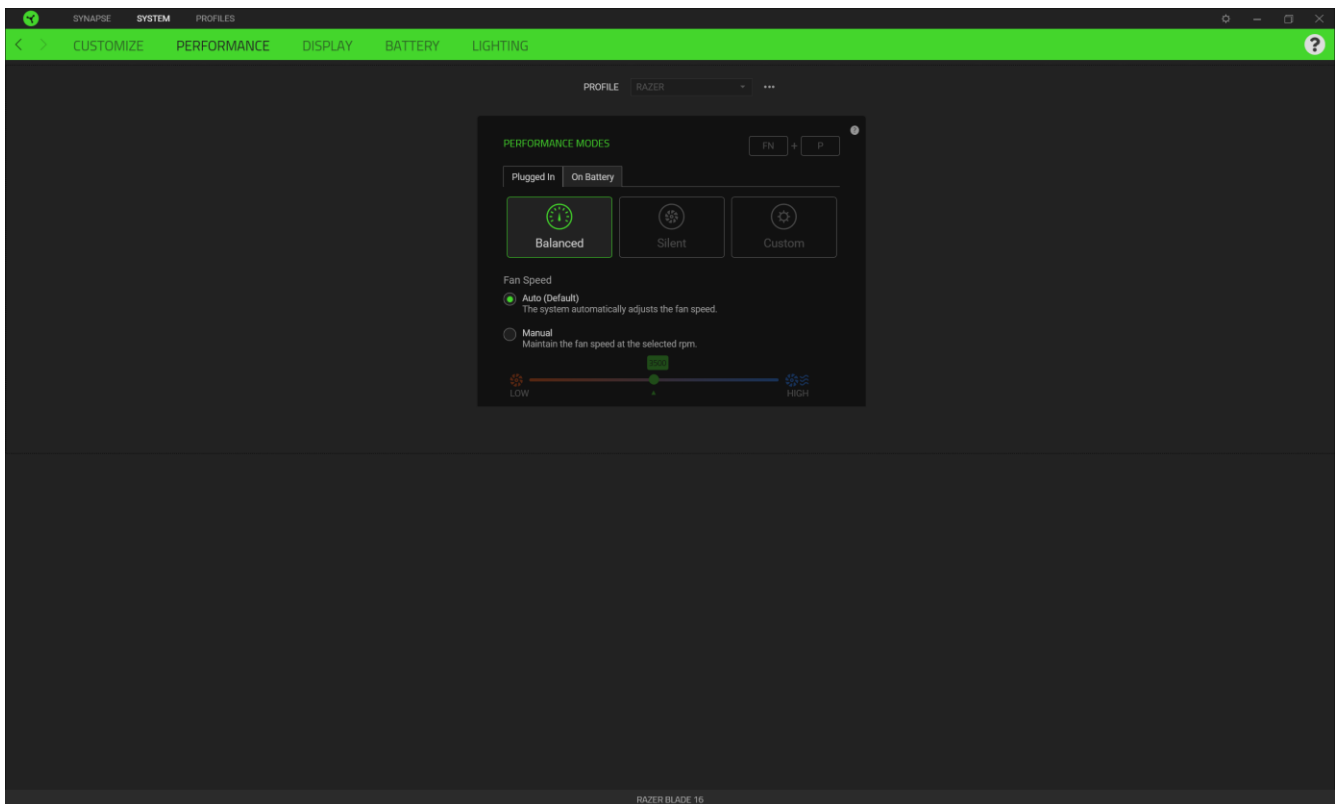 SYNAPSE SYSTEM PROFILES
CUSTOMIZE PERFORMANCE DISPLAY BATTERY LIGHTING ?
PROFILE RAZER
PERFORMANCE MODES FN + P ?
Plugged In On Battery
Balanced Silent Custom
Fan Speed
Auto (Default)
The system automatically adjusts the fan speed.
Manual
Maintain the fan speed at the selected rpm.
3500
LOW HIGH
RAZER BLADE 16